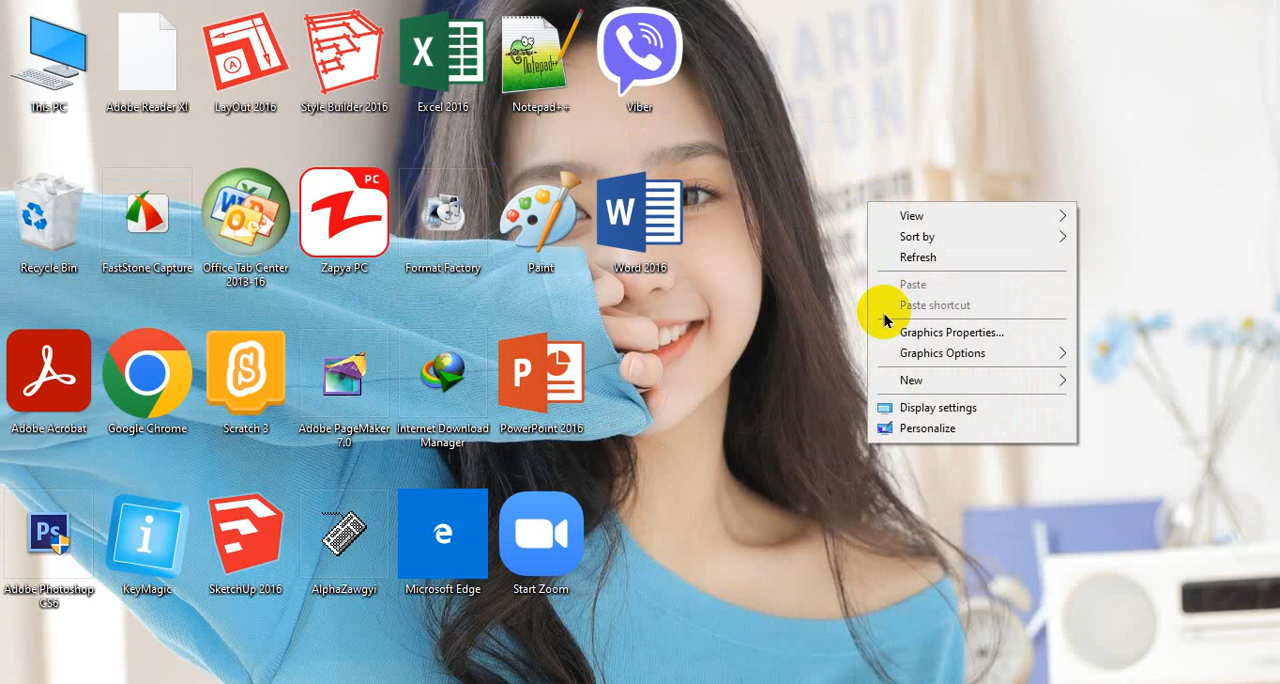 This PC
Adobe Reader XI
LayOut 2016
Style Builder 2016
Excel 2016
Notepad++
Viber
Recycle Bin
FastStone Capture
Office Tab Center
2013-16
PC
Zapya PC
Format Factory
Paint
W
Word 2016
Adobe Acrobat
Google Chrome
Scratch 3
Adobe PageMaker
7.0
Internet Download
Manager
P
PowerPoint 2016
Ps
Adobe Photoshop
CS6
KeyMagic
SketchUp 2016
AlphaZawgyi
Microsoft Edge
Start Zoom
View
Sort by
Refresh
Paste
Paste shortcut
Graphics Properties...
Graphics Options
New
Display settings
Personalize